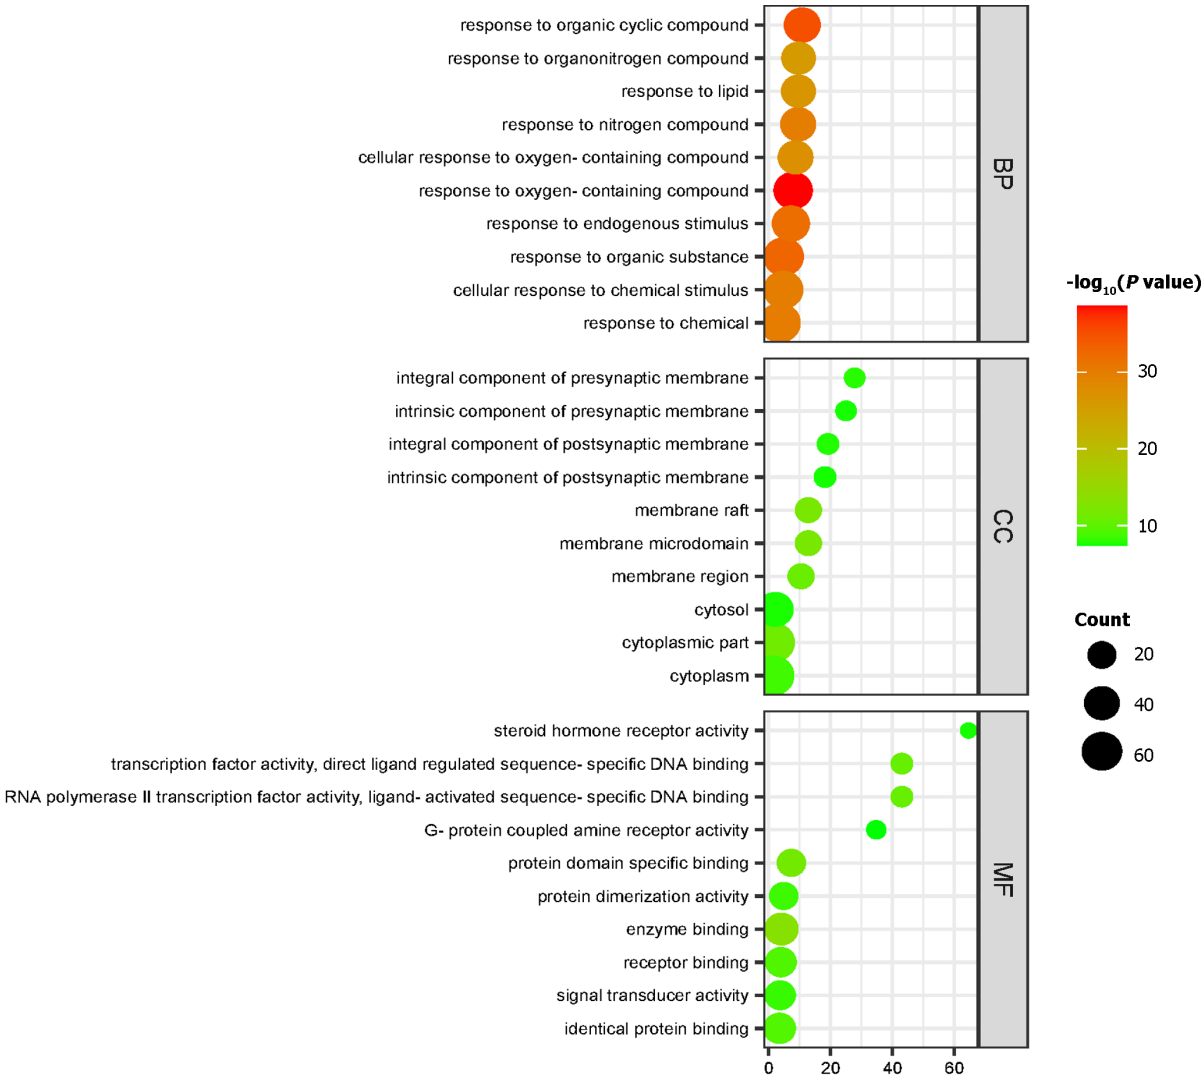 response to organic cyclic compound
response to organonitrogen compound
response to lipid
response to nitrogen compound
cellular response to oxygen- containing compound
response to oxygen- containing compound
response to endogenous stimulus
response to organic substance
cellular response to chemical stimulus
response to chemical
BP
integral component of presynaptic membrane
intrinsic component of presynaptic membrane
integral component of postsynaptic membrane
intrinsic component of postsynaptic membrane
membrane raft
membrane microdomain
membrane region
cytosol
cytoplasmic part
cytoplasm
CC
steroid hormone receptor activity
transcription factor activity, direct ligand regulated sequence- specific DNA binding
RNA polymerase II transcription factor activity, ligand- activated sequence- specific DNA binding
G- protein coupled amine receptor activity
protein domain specific binding
protein dimerization activity
enzyme binding
receptor binding
signal transducer activity
identical protein binding
MF
0 20 40 60
-log₁₀(P value)
30
20
10
Count
20
40
60